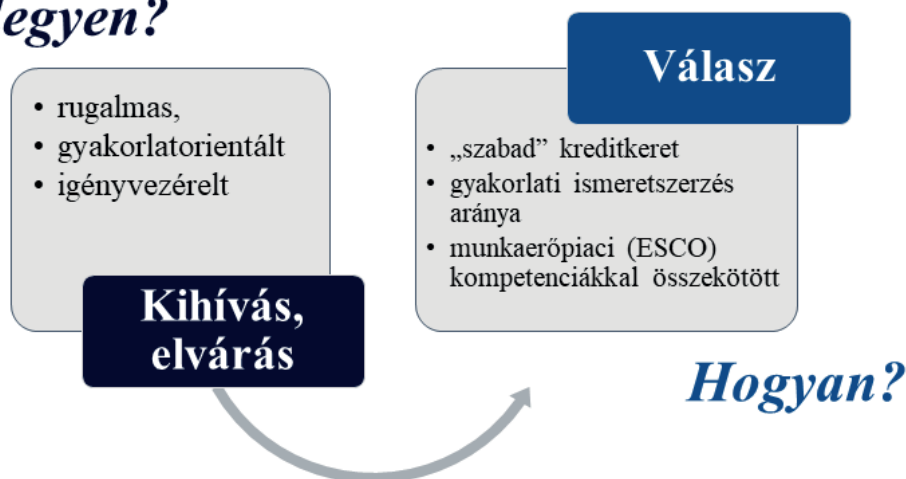 legyen?
• rugalmas,
• gyakorlatorientált
• igényvezérelt
Kihívás,
elvárás
Válasz
• „szabad” kreditkeret
• gyakorlati ismeretszerzés
aránya
• munkaerőpiaci (ESCO)
kompetenciákkal összekötött
Hogyan?